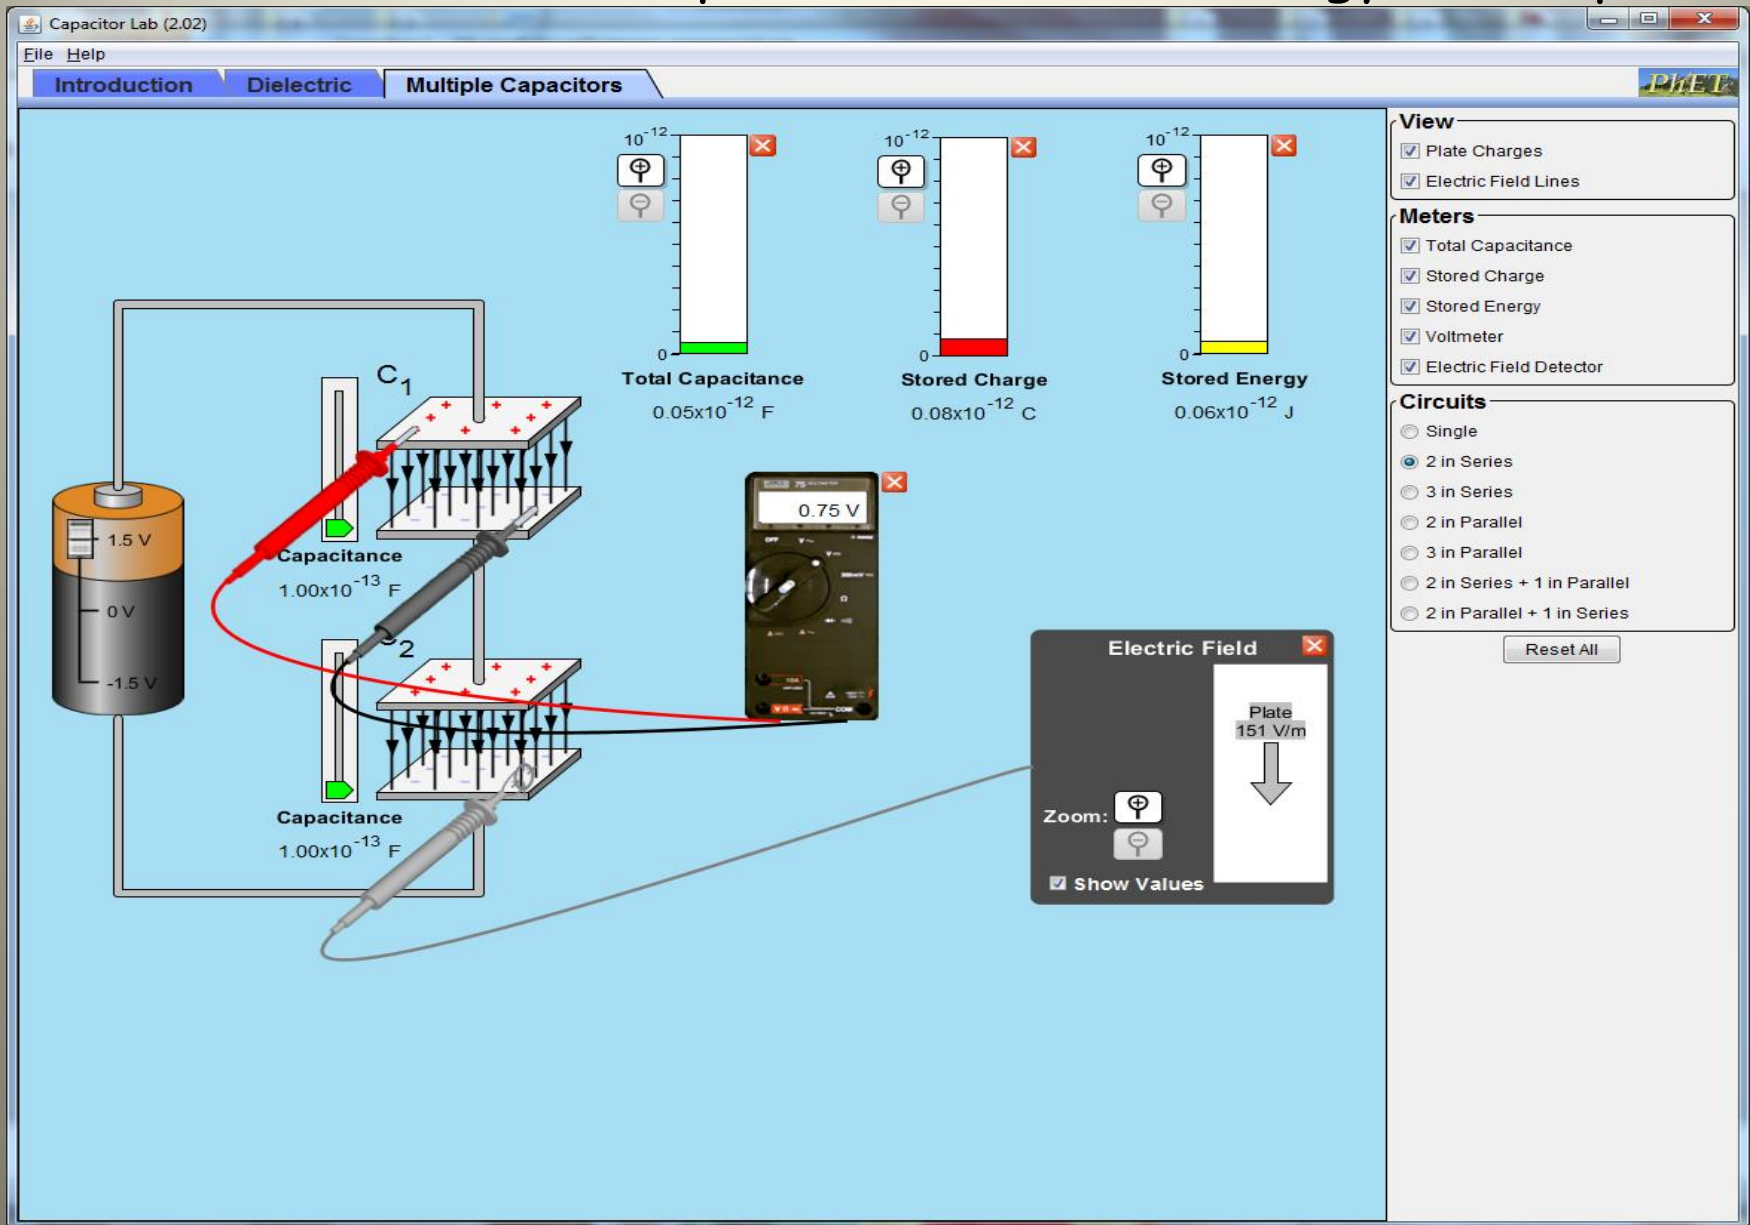 Capacitor Lab (2.02)
File Help
Introduction Dielectric Multiple Capacitors
PhET
10-12
0
Total Capacitance
0.05x10-12 F
10-12
0
Stored Charge
0.08x10-12 C
10-12
0
Stored Energy
0.06x10-12 J
C1
Capacitance
1.00x10-13 F
1.5 V
0 V
-1.5 V
C2
Capacitance
1.00x10-13 F
75
0.75 V
OFF
10A
COM
Electric Field
Plate
151 V/m
Zoom:
Show Values
View
Plate Charges
Electric Field Lines
Meters
Total Capacitance
Stored Charge
Stored Energy
Voltmeter
Electric Field Detector
Circuits
Single
2 in Series
3 in Series
2 in Parallel
3 in Parallel
2 in Series + 1 in Parallel
2 in Parallel + 1 in Series
Reset All